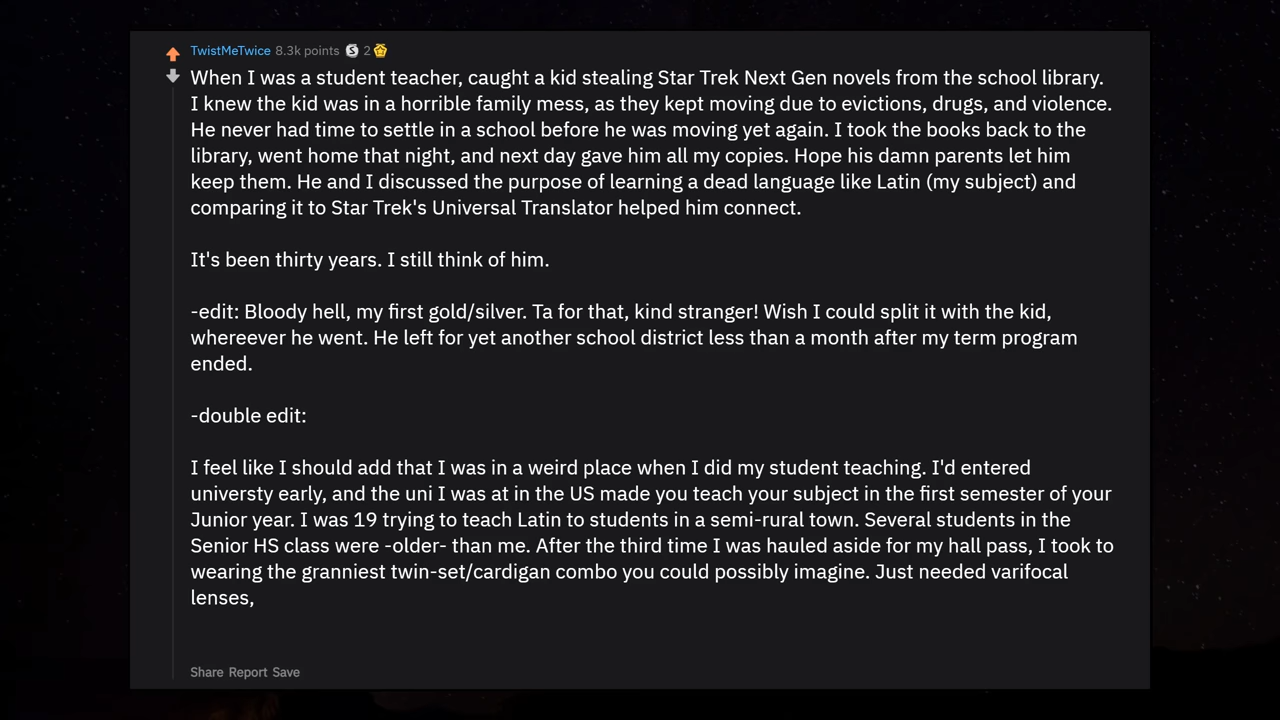 TwistMeTwice 8.3k points S 2
When I was a student teacher, caught a kid stealing Star Trek Next Gen novels from the school library.
I knew the kid was in a horrible family mess, as they kept moving due to evictions, drugs, and violence.
He never had time to settle in a school before he was moving yet again. I took the books back to the
library, went home that night, and next day gave him all my copies. Hope his damn parents let him
keep them. He and I discussed the purpose of learning a dead language like Latin (my subject) and
comparing it to Star Trek's Universal Translator helped him connect.
It's been thirty years. I still think of him.
-edit: Bloody hell, my first gold/silver. Ta for that, kind stranger! Wish I could split it with the kid,
whereever he went. He left for yet another school district less than a month after my term program
ended.
-double edit:
I feel like I should add that I was in a weird place when I did my student teaching. I'd entered
universty early, and the uni I was at in the US made you teach your subject in the first semester of your
Junior year. I was 19 trying to teach Latin to students in a semi-rural town. Several students in the
Senior HS class were -older- than me. After the third time I was hauled aside for my hall pass, I took to
wearing the granniest twin-set/cardigan combo you could possibly imagine. Just needed varifocal
lenses,
Share Report Save